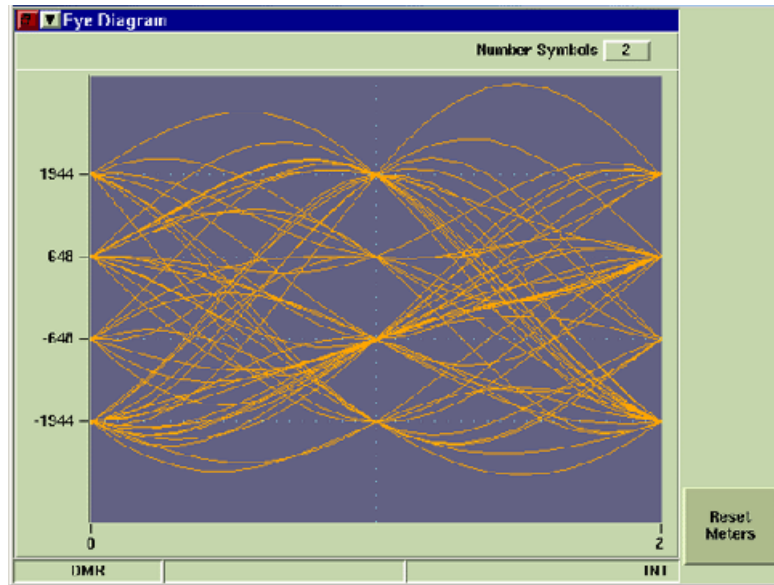 Eye Diagram
Number Symbols 2
1944
648
-648
-1944
0 2
Reset
Meters
DMR INT